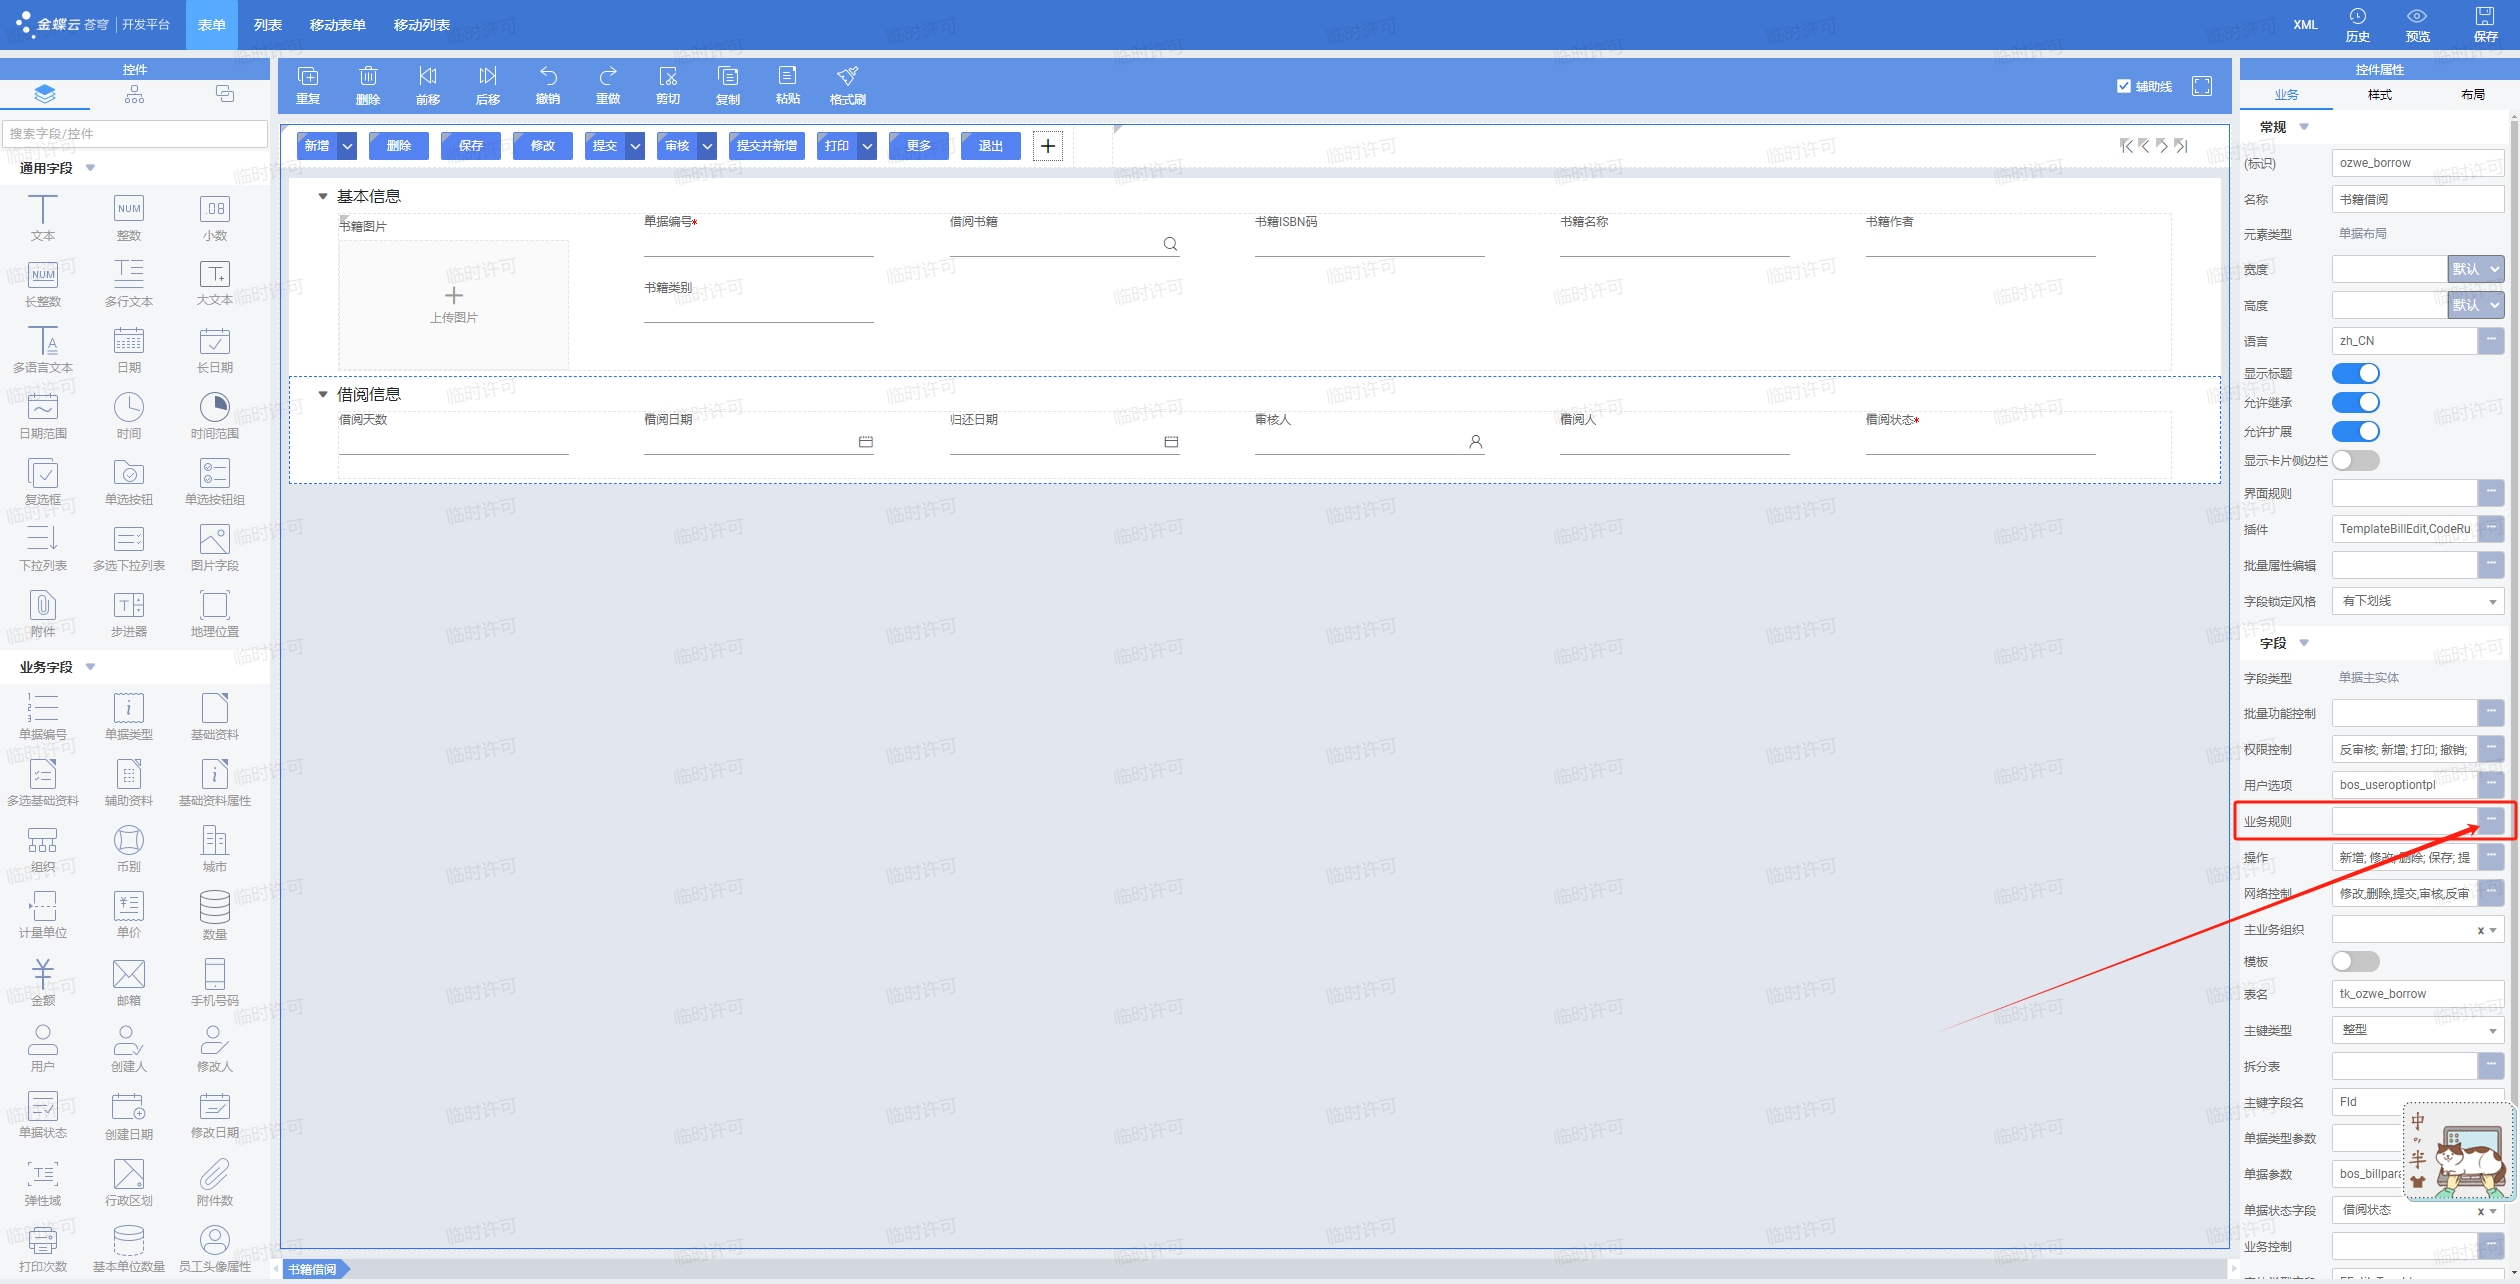 金蝶云 苍穹 | 开发平台
表单 列表 移动表单 移动列表
XML 历史 预览 保存
控件
搜索字段/控件
通用字段
文本 整数 小数
长整数 多行文本 大文本
多语言文本 日期 长日期
日期范围 时间 时间范围
复选框 单选按钮 单选按钮组
下拉列表 多选下拉列表 图片字段
附件 步进器 地理位置
业务字段
单据编号 单据类型 基础资料
多选基础资料 辅助资料 基础资料属性
组织 币别 城市
计量单位 单价 数量
金额 邮箱 手机号码
用户 创建人 修改人
单据状态 创建日期 修改日期
弹性域 行政区划 附件数
打印次数 基本单位数量 员工头像属性
重复 删除 前移 后移 撤销 重做 剪切 复制 粘贴 格式刷
辅助线
新增 删除 保存 修改 提交 审核 提交并新增 打印 更多 退出
基本信息
书籍图片 单据编号* 借阅书籍 书籍ISBN码 书籍名称 书籍作者
上传图片
书籍类别
借阅信息
借阅天数 借阅日期 归还日期 审核人 借阅人 借阅状态*
书籍借阅
控件属性
业务 样式 布局
常规
(标识) ozwe_borrow
名称 书籍借阅
元素类型 单据布局
宽度 默认
高度 默认
语言 zh_CN
显示标题
允许继承
允许扩展
显示卡片侧边栏
界面规则
插件 TemplateBillEdit,CodeRu
批量属性编辑
字段锁定风格 有下划线
字段
字段类型 单据主实体
批量功能控制
权限控制 反审核; 新增; 打印; 撤销;
用户选项 bos_useroptiontpl
业务规则
操作 新增; 修改; 删除; 保存; 提
网络控制 修改,删除,提交,审核,反审
主业务组织 x
模板
表名 tk_ozwe_borrow
主键类型 整型
拆分表
主键字段名 FId
单据类型参数
单据参数 bos_billpara
单据状态字段 借阅状态 x
业务控制
中
半
临时许可